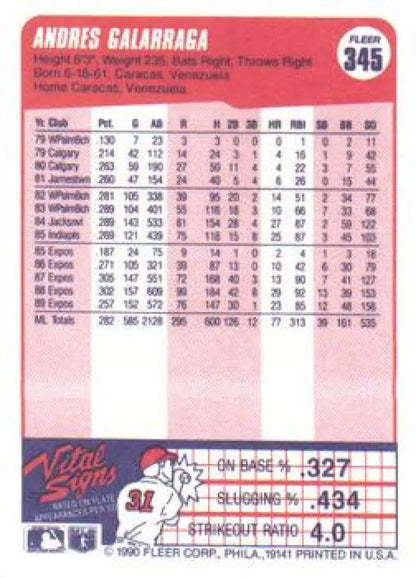 ANDRES GALARRAGA
FLEER
345
Height 6'3", Weight 235, Bats Right, Throws Right
Born 6-18-61, Caracas, Venezuela
Home Caracas, Venezuela
Yr. Club Pct. G AB R H 2B 3B HR RBI SB BB SO
79 WPalmBch .130 7 23 3 3 0 0 0 1 0 2 11
79 Calgary .214 42 112 14 24 3 1 4 16 1 9 42
80 Calgary .263 59 190 27 50 11 4 4 22 3 7 55
81 Jamestwn .260 47 154 24 40 5 4 6 26 0 15 44
82 WPalmBch .281 105 338 39 95 20 2 14 51 2 34 77
83 WPalmBch .289 104 401 55 116 18 3 10 66 7 33 68
84 Jacksnvl .289 143 533 81 154 28 4 27 87 2 59 122
85 Indiaplis .269 121 439 75 118 15 8 25 87 3 45 103
85 Expos .187 24 75 9 14 1 0 2 4 1 3 18
86 Expos .271 105 321 39 87 13 0 10 42 6 30 79
87 Expos .305 147 551 72 168 40 3 13 90 7 41 127
88 Expos .302 157 609 99 184 42 8 29 92 13 39 153
89 Expos .257 152 572 76 147 30 1 23 85 12 48 158
ML Totals .282 585 2128 295 600 126 12 77 313 39 161 535
Vital Signs
BASED ON PLATE
APPEARANCES PER SO
31
ON BASE % .327
SLUGGING % .434
STRIKEOUT RATIO 4.0
© 1990 FLEER CORP., PHILA., 19141 PRINTED IN U.S.A.